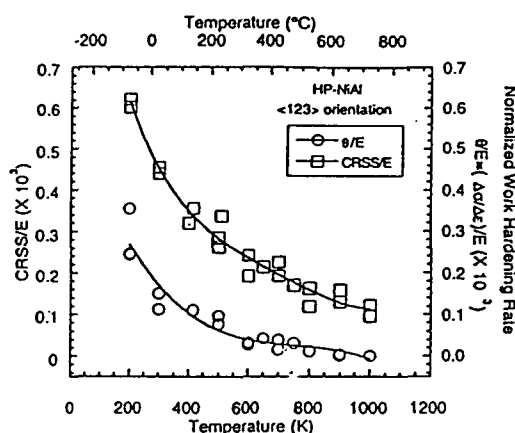 Temperature (°C)
-200 0 200 400 600 800
0.7 0.7
0.6 0.6
0.5 0.5
0.4 0.4
0.3 0.3
0.2 0.2
0.1 0.1
0 0.0
HP-NiAl
<123> orientation
θ/E
CRSS/E
CRSS/E (X 10³)
Normalized Work Hardening Rate
θ/E=(Δσ/Δε)/E (X 10³)
0 200 400 600 800 1000 1200
Temperature (K)